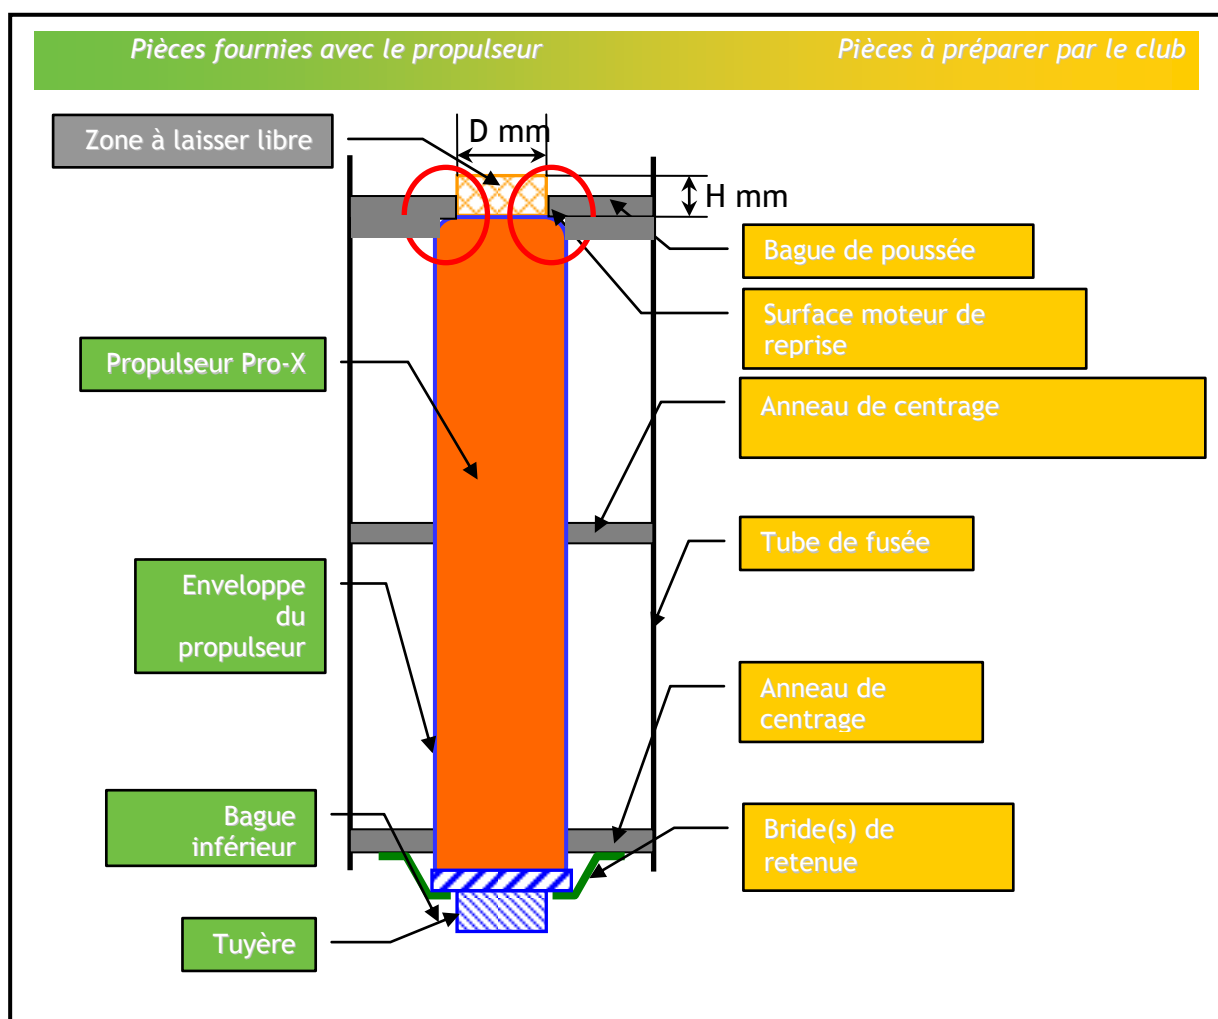 Pièces fournies avec le propulseur
Pièces à préparer par le club
Zone à laisser libre
D mm
H mm
Bague de poussée
Surface moteur de
reprise
Propulseur Pro-X
Anneau de centrage
Tube de fusée
Enveloppe
du
propulseur
Anneau de
centrage
Bague
inférieur
Bride(s) de
retenue
Tuyère